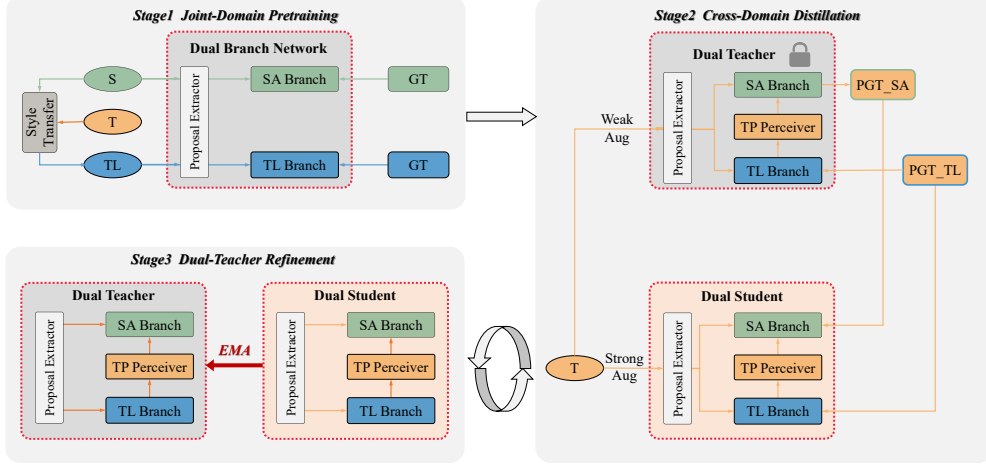 Stage1 Joint-Domain Pretraining
Dual Branch Network
S
T
TL
Style
Transfer
Proposal Extractor
SA Branch
TL Branch
GT
GT
Stage2 Cross-Domain Distillation
Dual Teacher
Weak
Aug
Proposal Extractor
SA Branch
TP Perceiver
TL Branch
PGT_SA
PGT_TL
Dual Student
T
Strong
Aug
Proposal Extractor
SA Branch
TP Perceiver
TL Branch
Stage3 Dual-Teacher Refinement
Dual Teacher
Proposal Extractor
SA Branch
TP Perceiver
TL Branch
EMA
Dual Student
Proposal Extractor
SA Branch
TP Perceiver
TL Branch